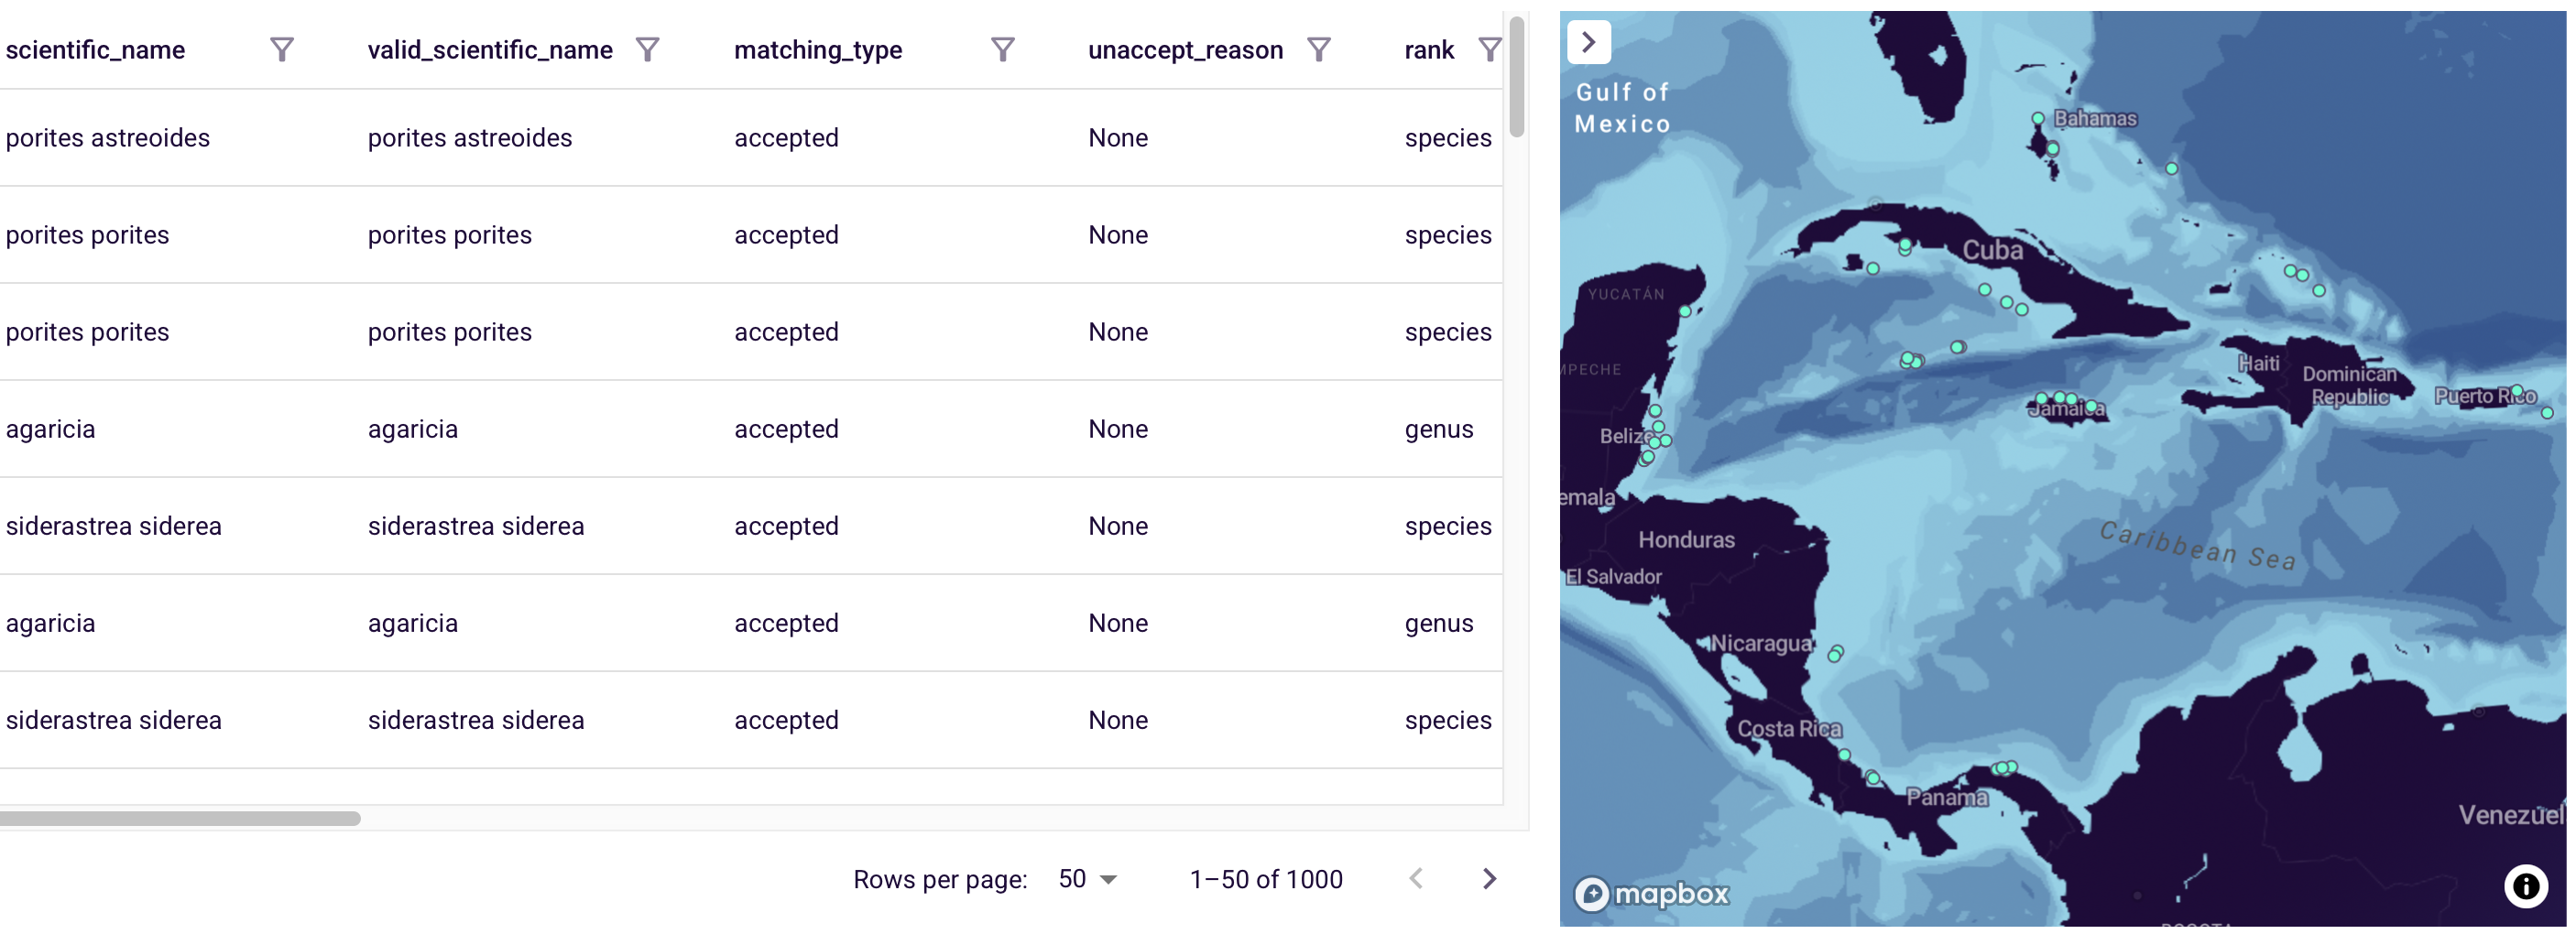 scientific_name valid_scientific_name matching_type unaccept_reason rank
porites astreoides porites astreoides accepted None species
porites porites porites porites accepted None species
porites porites porites porites accepted None species
agaricia agaricia accepted None genus
siderastrea siderea siderastrea siderea accepted None species
agaricia agaricia accepted None genus
siderastrea siderea siderastrea siderea accepted None species
Rows per page: 50 1–50 of 1000
Gulf of
Mexico
Bahamas
Cuba
YUCATÁN
MPECHE
Haiti
Dominican
Republic
Puerto Rico
Jamaica
Belize
emala
Honduras
Caribbean Sea
El Salvador
Nicaragua
Costa Rica
Panama
Venezuel
mapbox